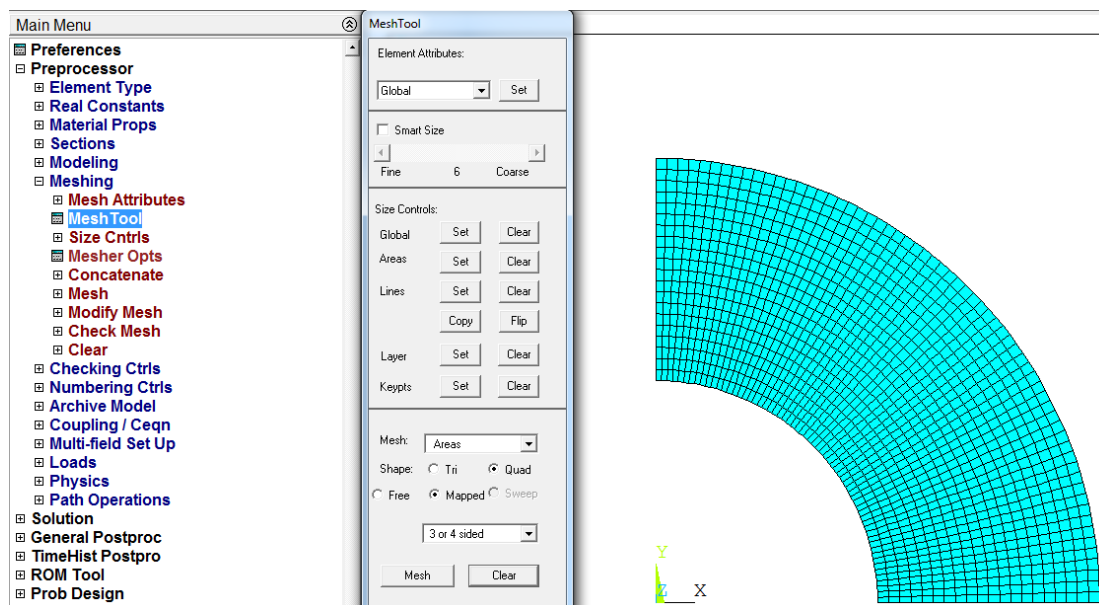 Main Menu
Preferences
Preprocessor
Element Type
Real Constants
Material Props
Sections
Modeling
Meshing
Mesh Attributes
MeshTool
Size Cntrls
Mesher Opts
Concatenate
Mesh
Modify Mesh
Check Mesh
Clear
Checking Ctrls
Numbering Ctrls
Archive Model
Coupling / Ceqn
Multi-field Set Up
Loads
Physics
Path Operations
Solution
General Postproc
TimeHist Postpro
ROM Tool
Prob Design
MeshTool
Element Attributes:
Global Set
Smart Size
Fine 6 Coarse
Size Controls:
Global Set Clear
Areas Set Clear
Lines Set Clear
Copy Flip
Layer Set Clear
Keypts Set Clear
Mesh: Areas
Shape: Tri Quad
Free Mapped Sweep
3 or 4 sided
Mesh Clear
Y
Z X